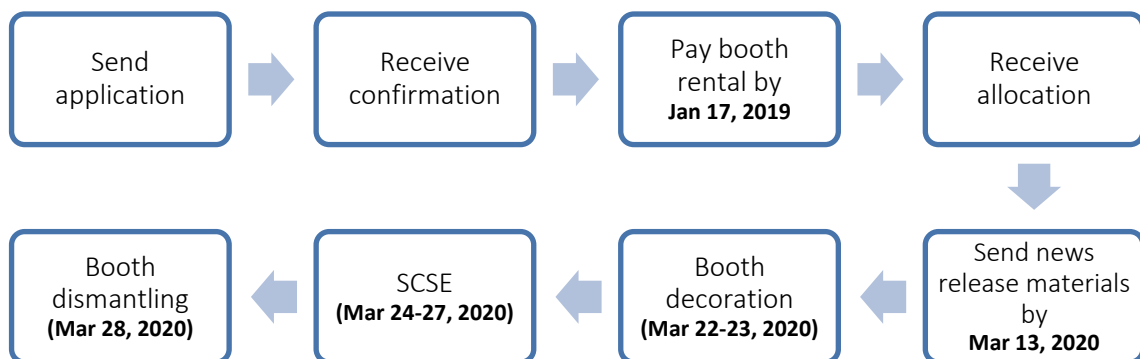 Send
application
Receive
confirmation
Pay booth
rental by
Jan 17, 2019
Receive
allocation
Send news
release materials
by
Mar 13, 2020
Booth
decoration
(Mar 22-23, 2020)
SCSE
(Mar 24-27, 2020)
Booth
dismantling
(Mar 28, 2020)